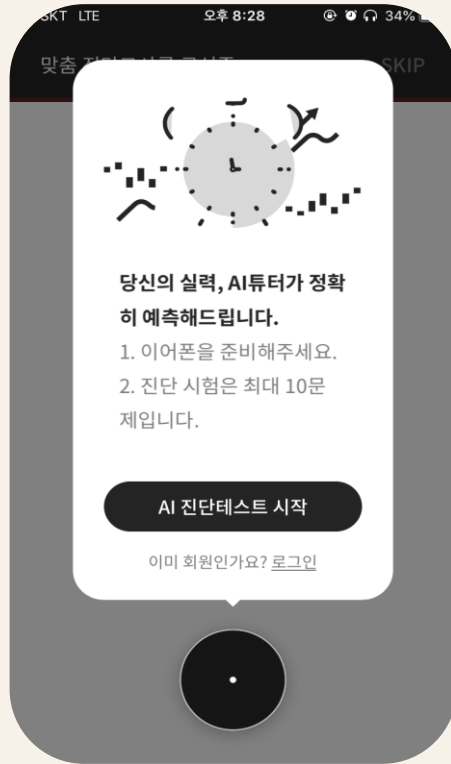 SKT LTE 오후 8:28 34%
맞춤 SKIP
당신의 실력, AI튜터가 정확
히 예측해드립니다.
1. 이어폰을 준비해주세요.
2. 진단 시험은 최대 10문
제입니다.
AI 진단테스트 시작
이미 회원인가요? 로그인